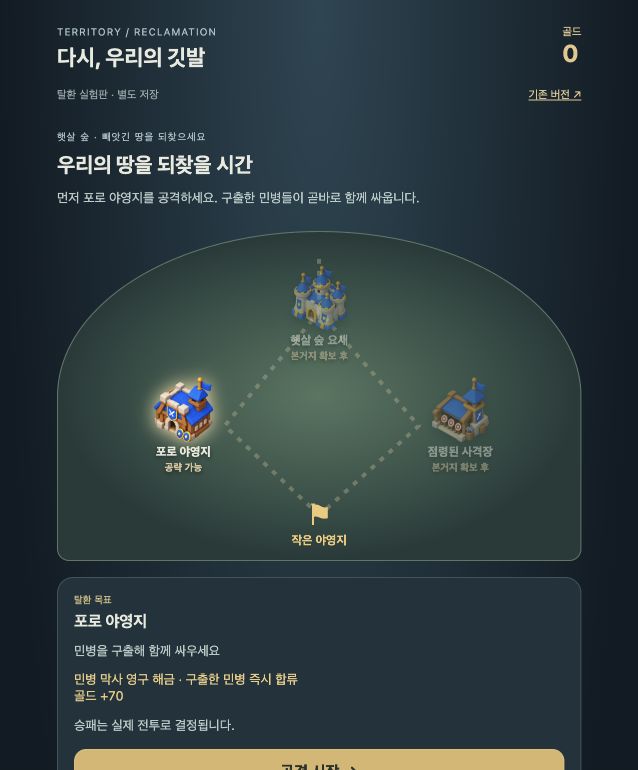 TERRITORY / RECLAMATION
다시, 우리의 깃발
골드
0
탈환 실험판 · 별도 저장
기존 버전 ↗
햇살 숲 · 빼앗긴 땅을 되찾으세요
우리의 땅을 되찾을 시간
먼저 포로 야영지를 공격하세요. 구출한 민병들이 곧바로 함께 싸웁니다.
햇살 숲 요새
본거지 확보 후
포로 야영지
공략 가능
점령된 사격장
본거지 확보 후
작은 야영지
탈환 목표
포로 야영지
민병을 구출해 함께 싸우세요
민병 막사 영구 해금 · 구출한 민병 즉시 합류
골드 +70
승패는 실제 전투로 결정됩니다.
공격 시작 →